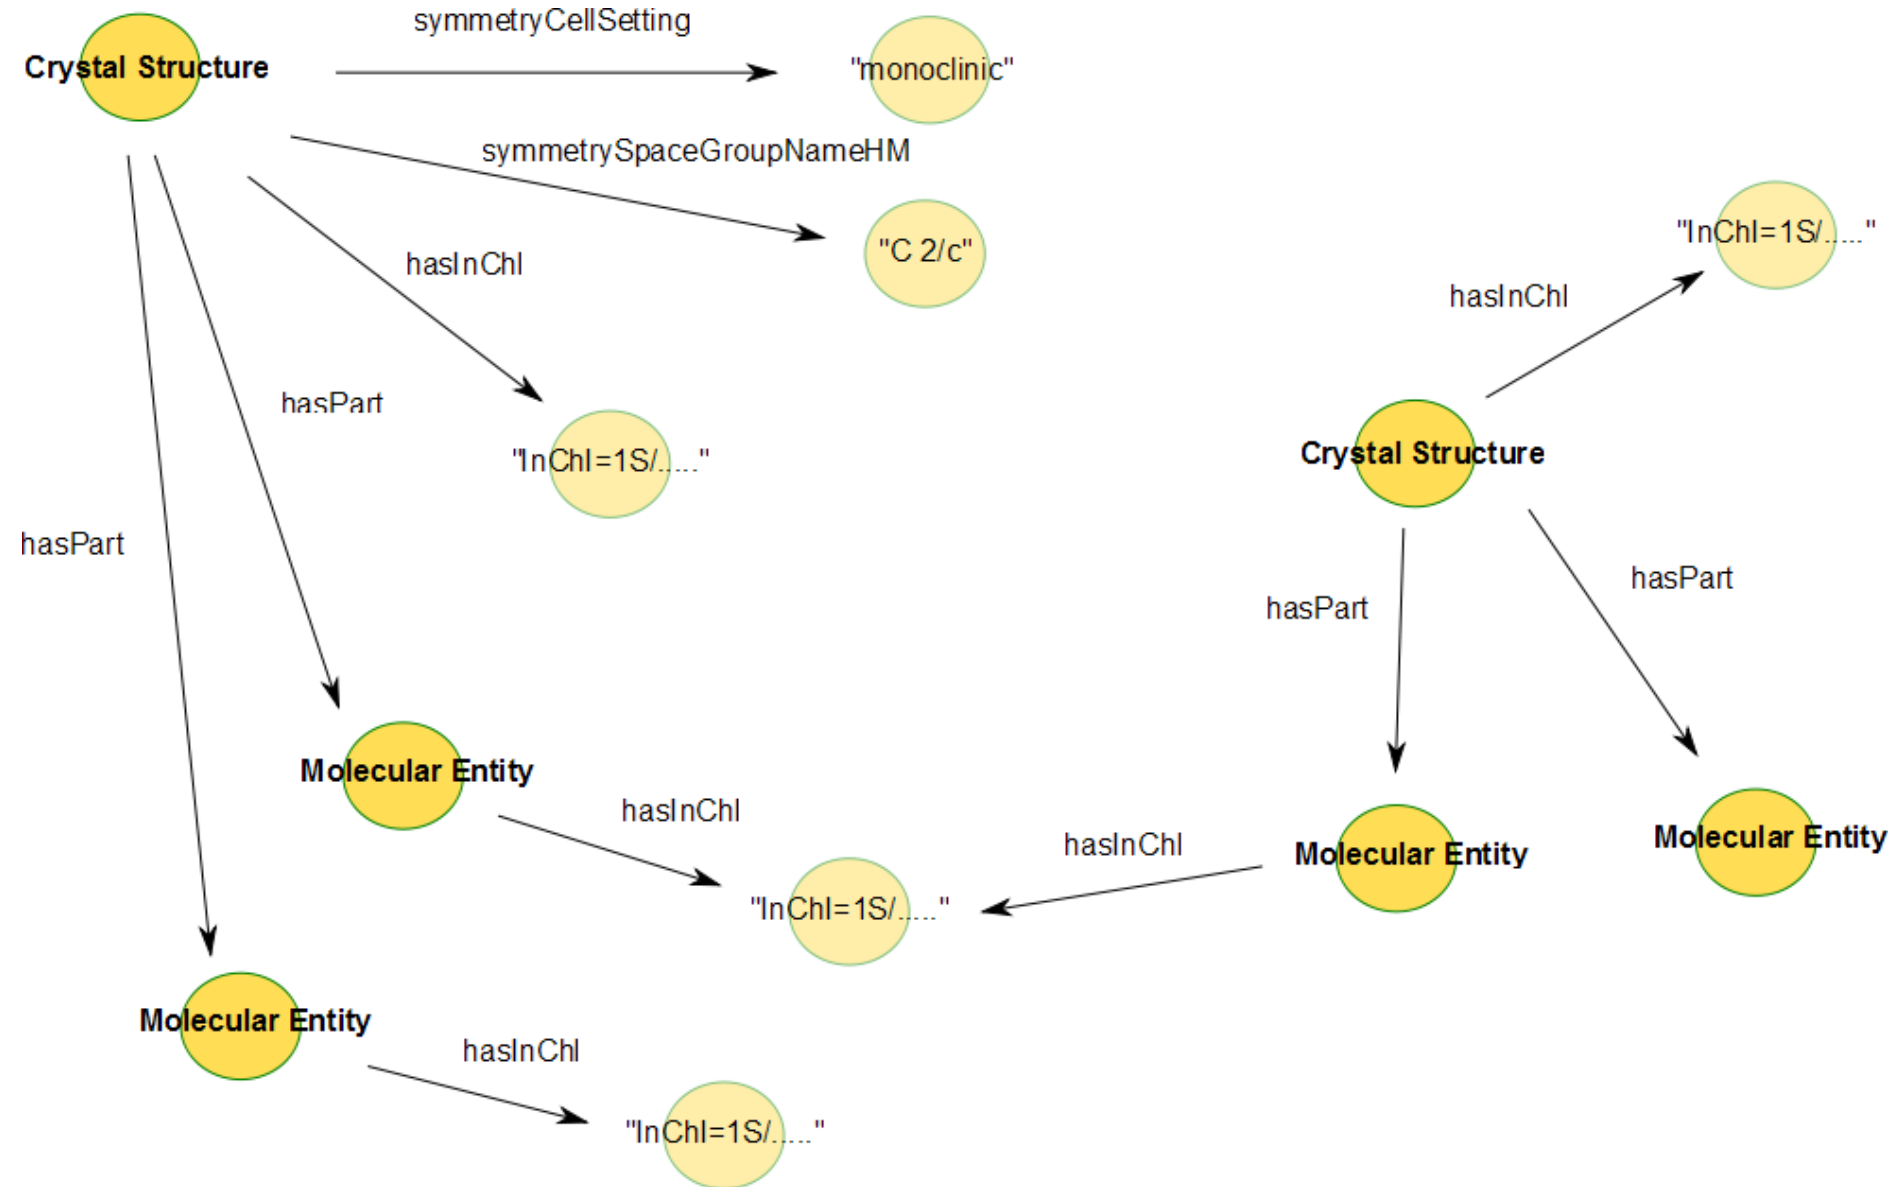 symmetryCellSetting
Crystal Structure
"monoclinic"
symmetrySpaceGroupNameHM
"C 2/c"
hasInChI
"InChI=1S/....."
hasInChI
hasPart
"InChI=1S/....."
Crystal Structure
hasPart
hasPart
hasPart
Molecular Entity
hasInChI
hasInChI
Molecular Entity
Molecular Entity
"InChI=1S/....."
Molecular Entity
hasInChI
"InChI=1S/....."